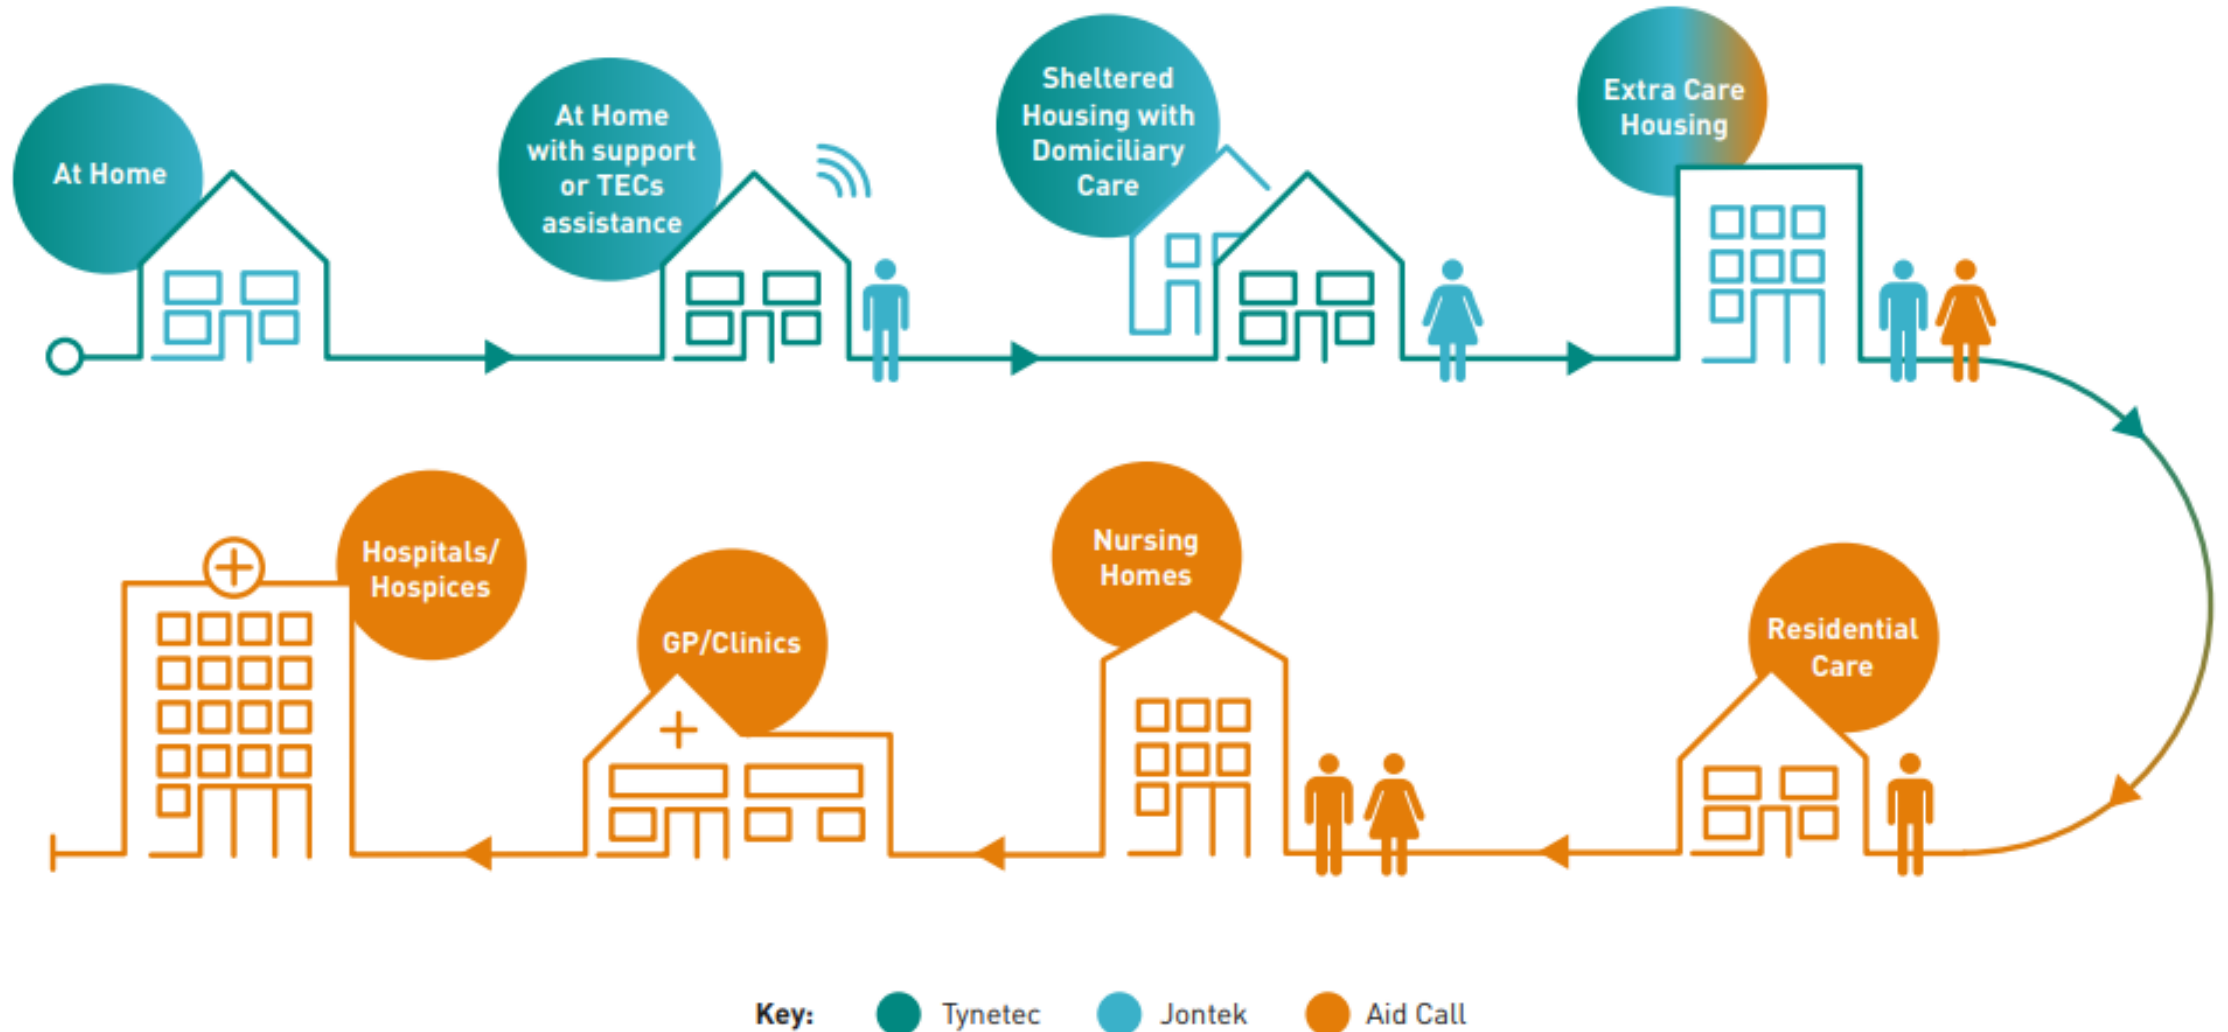 At Home
At Home
with support
or TECs
assistance
Sheltered
Housing with
Domiciliary
Care
Extra Care
Housing
Hospitals/
Hospices
GP/Clinics
Nursing
Homes
Residential
Care
Key: Tynetec Jontek Aid Call